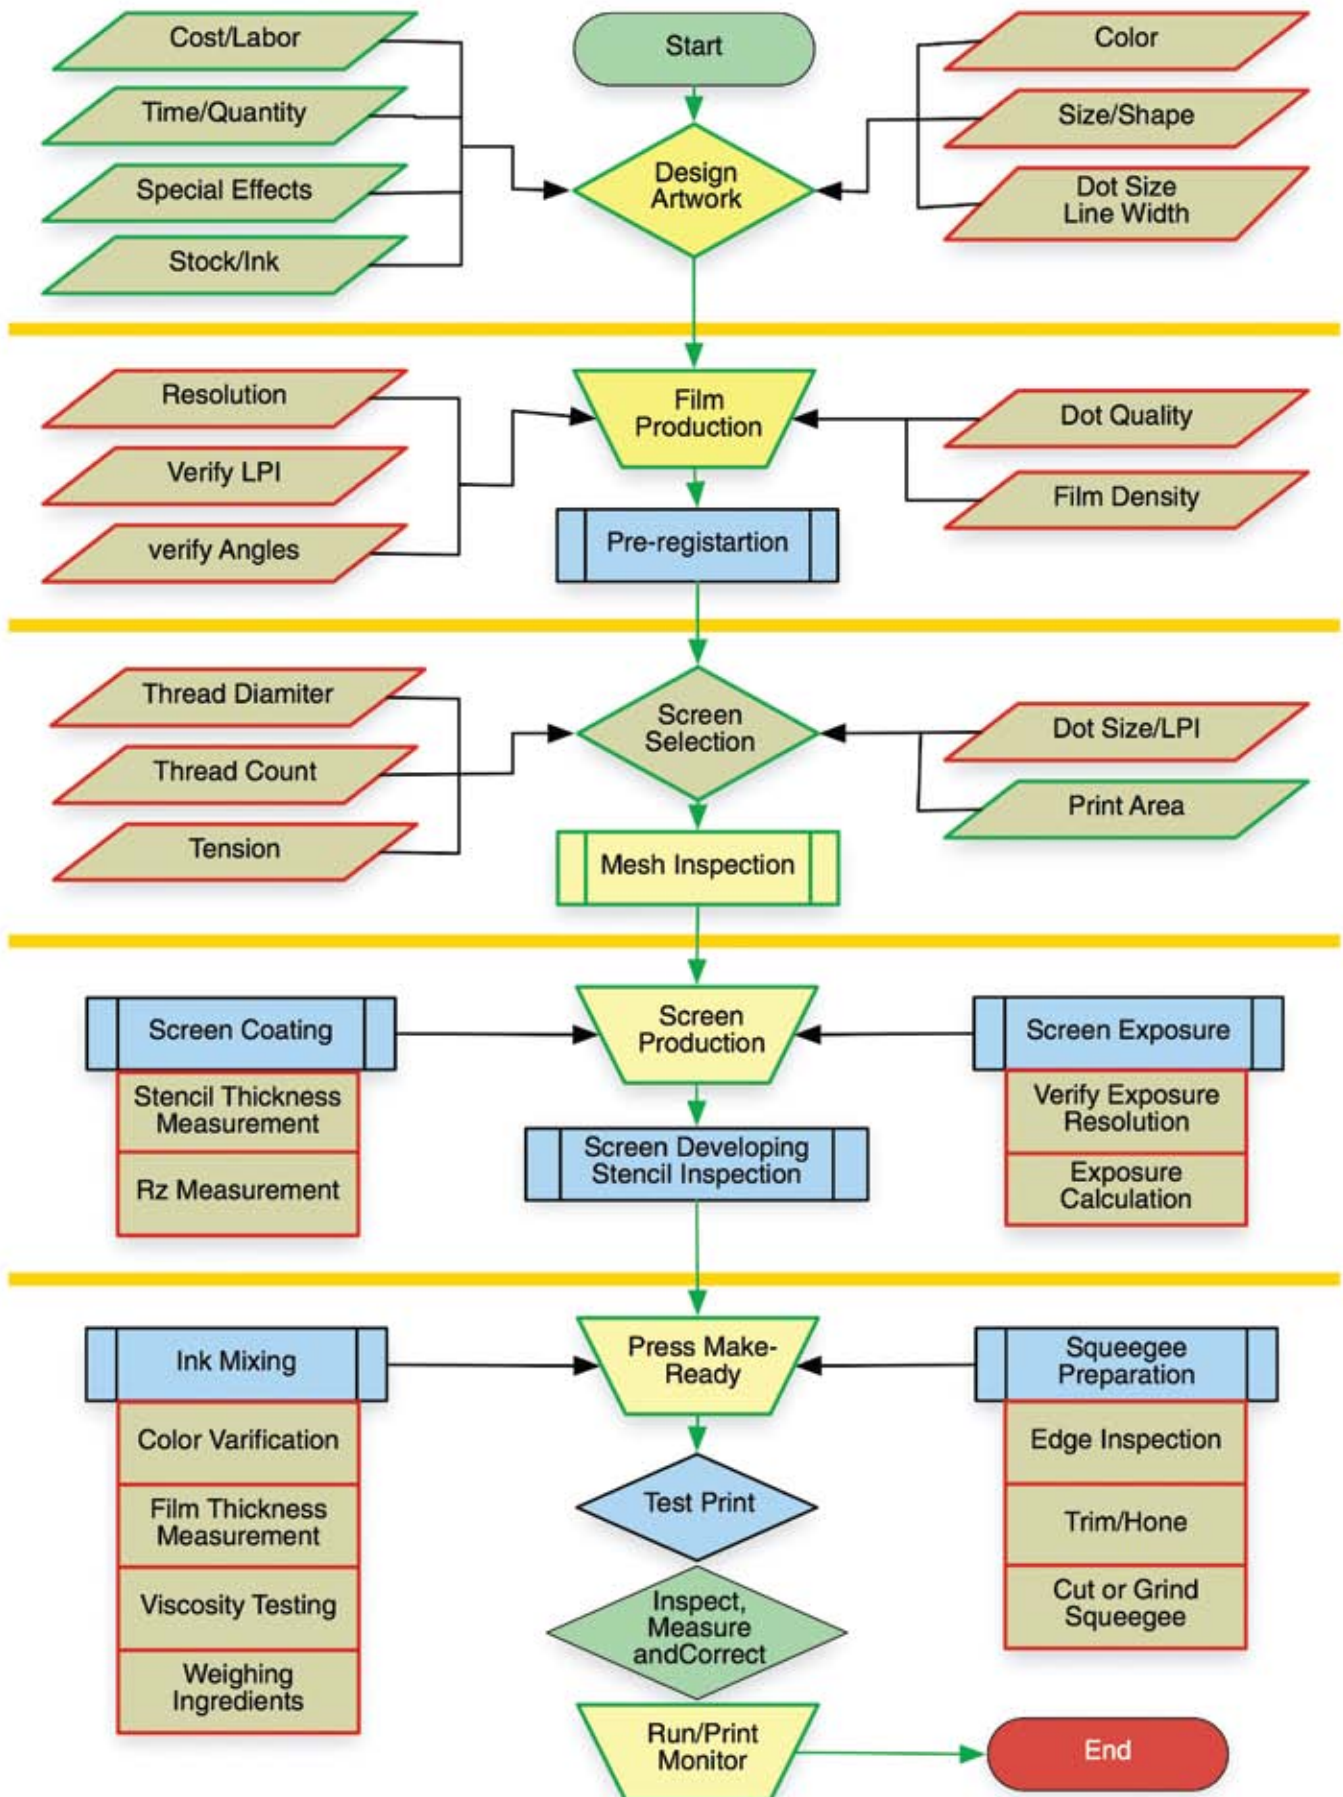 Cost/Labor
Start
Color
Time/Quantity
Size/Shape
Design
Artwork
Special Effects
Dot Size
Line Width
Stock/Ink
Resolution
Film
Production
Dot Quality
Verify LPI
Film Density
verify Angles
Pre-registartion
Thread Diamiter
Screen
Selection
Dot Size/LPI
Thread Count
Print Area
Tension
Mesh Inspection
Screen Coating
Screen
Production
Screen Exposure
Stencil Thickness
Measurement
Verify Exposure
Resolution
Screen Developing
Stencil Inspection
Rz Measurement
Exposure
Calculation
Ink Mixing
Press Make-
Ready
Squeegee
Preparation
Color Varification
Edge Inspection
Film Thickness
Measurement
Test Print
Trim/Hone
Viscosity Testing
Inspect,
Measure
andCorrect
Cut or Grind
Squeegee
Weighing
Ingredients
Run/Print
Monitor
End